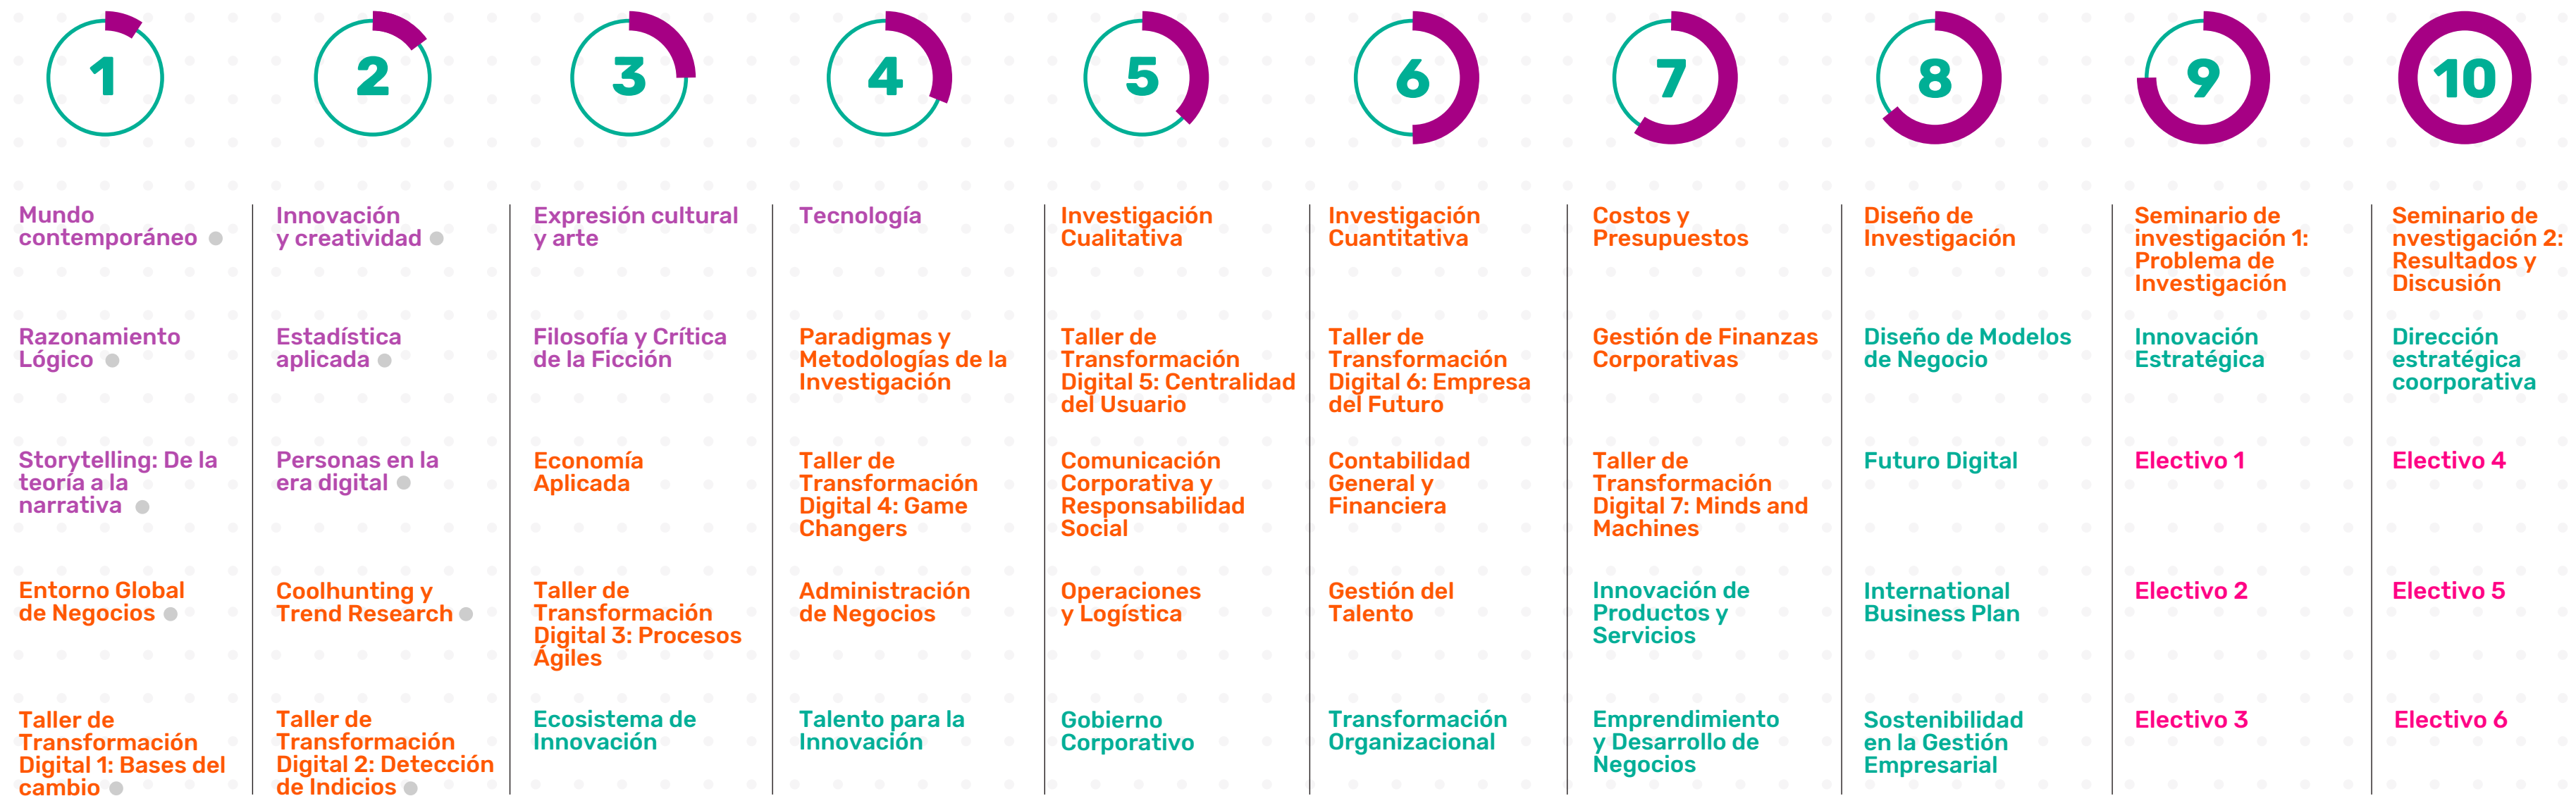 1
2
3
4
5
6
7
8
9
10
Mundo
contemporáneo
Razonamiento
Lógico
Storytelling: De la
teoría a la
narrativa
Entorno Global
de Negocios
Taller de
Transformación
Digital 1: Bases del
cambio
Innovación
y creatividad
Estadística
aplicada
Personas en la
era digital
Coolhunting y
Trend Research
Taller de
Transformación
Digital 2: Detección
de Indicios
Expresión cultural
y arte
Filosofía y Crítica
de la Ficción
Economía
Aplicada
Taller de
Transformación
Digital 3: Procesos
Ágiles
Ecosistema de
Innovación
Tecnología
Paradigmas y
Metodologías de la
Investigación
Taller de
Transformación
Digital 4: Game
Changers
Administración
de Negocios
Talento para la
Innovación
Investigación
Cualitativa
Taller de
Transformación
Digital 5: Centralidad
del Usuario
Comunicación
Corporativa y
Responsabilidad
Social
Operaciones
y Logística
Gobierno
Corporativo
Investigación
Cuantitativa
Taller de
Transformación
Digital 6: Empresa
del Futuro
Contabilidad
General y
Financiera
Gestión del
Talento
Transformación
Organizacional
Costos y
Presupuestos
Gestión de Finanzas
Corporativas
Taller de
Transformación
Digital 7: Minds and
Machines
Innovación de
Productos y
Servicios
Emprendimiento
y Desarrollo de
Negocios
Diseño de
Investigación
Diseño de Modelos
de Negocio
Futuro Digital
International
Business Plan
Sostenibilidad
en la Gestión
Empresarial
Seminario de
investigación 1:
Problema de
Investigación
Innovación
Estratégica
Electivo 1
Electivo 2
Electivo 3
Seminario de
nvestigación 2:
Resultados y
Discusión
Dirección
estratégica
coorporativa
Electivo 4
Electivo 5
Electivo 6